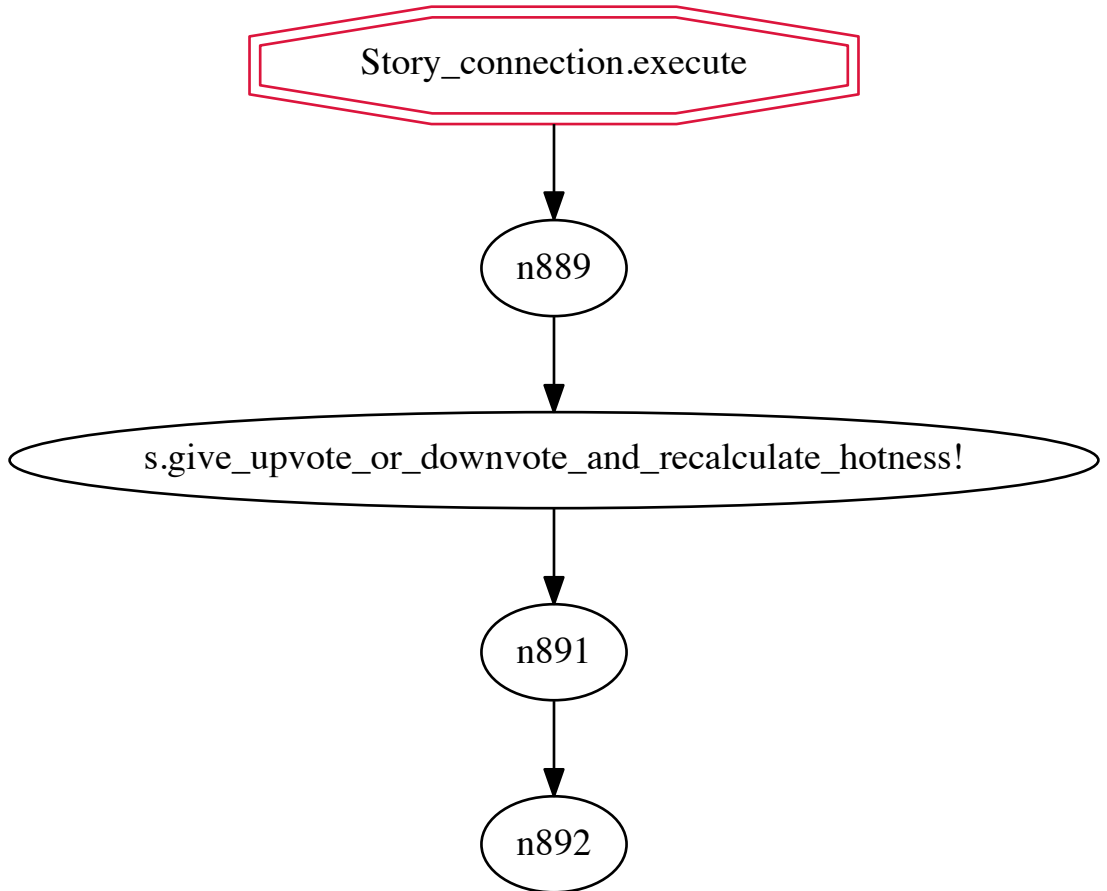 Story_connection.execute
n889
s.give_upvote_or_downvote_and_recalculate_hotness!
n891
n892